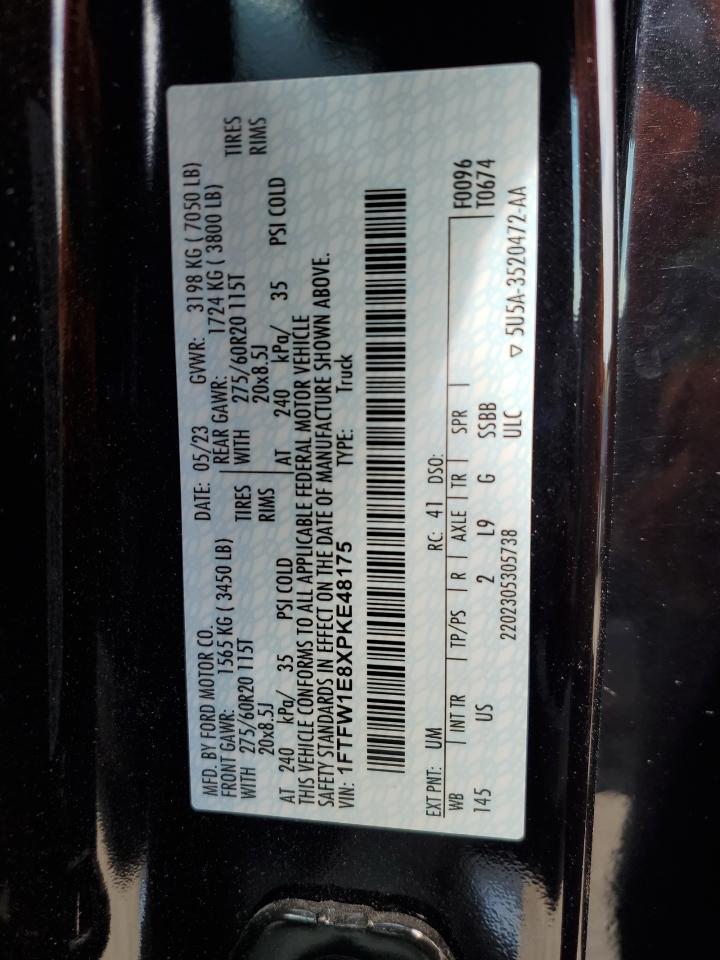 MFD. BY FORD MOTOR CO. DATE: 05/23 GVWR: 3198 KG ( 7050 LB)
FRONT GAWR: 1565 KG ( 3450 LB) REAR GAWR: 1724 KG ( 3800 LB)
WITH 275/60R20 115T TIRES WITH 275/60R20 115T TIRES
20x8.5J RIMS 20x8.5J RIMS
AT 240 kPa/ 35 PSI COLD AT 240 kPa/ 35 PSI COLD
THIS VEHICLE CONFORMS TO ALL APPLICABLE FEDERAL MOTOR VEHICLE
SAFETY STANDARDS IN EFFECT ON THE DATE OF MANUFACTURE SHOWN ABOVE.
VIN: 1FTFW1E8XPKE48175 TYPE: Truck
EXT PNT: UM RC: 41 DSO: F0096
WB | INT TR | TP/PS | R | AXLE | TR | SPR | T0674
145 US 2 L9 G SSBB
2202305305738 ULC ▽ 5U5A-3520472-AA